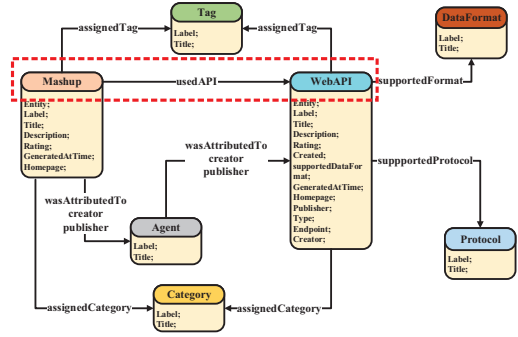 Tag
Label;
Title;
assignedTag
assignedTag
DataFormat
Label;
Title;
Mashup
usedAPI
WebAPI
supportedFormat
Entity;
Label;
Title;
Description;
Rating;
GeneratedAtTime;
Homepage;
Entity;
Label;
Title;
Description;
Rating;
Created;
supportedDataFor
mat;
GeneratedAtTime;
Homepage;
Publisher;
Type;
Endpoint;
Creator;
wasAttributedTo
creator
publisher
suppportedProtocol
wasAttributedTo
creator
publisher
Agent
Label;
Title;
Protocol
Label;
Title;
Category
Label;
Title;
assignedCategory
assignedCategory